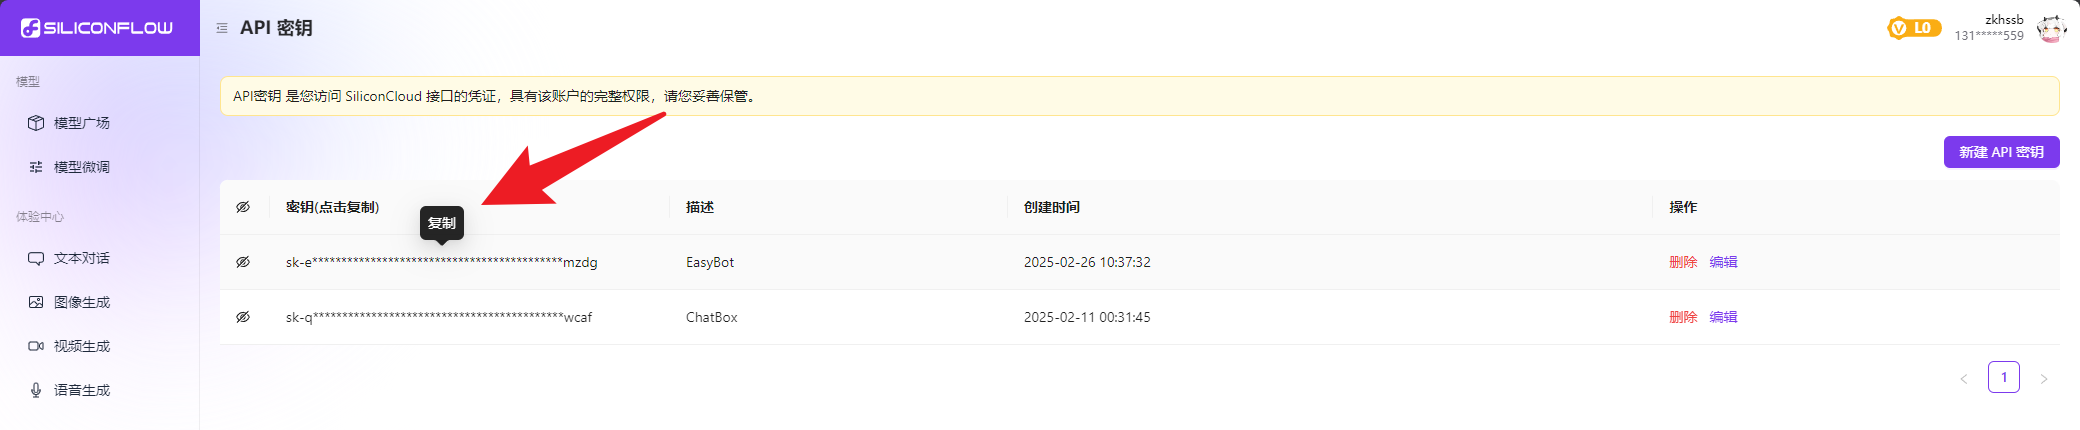 SILICONFLOW
API 密钥
L0
zkhssb
131*****559
模型
模型广场
模型微调
体验中心
文本对话
图像生成
视频生成
语音生成
API密钥 是您访问 SiliconCloud 接口的凭证，具有该账户的完整权限，请您妥善保管。
新建 API 密钥
密钥(点击复制) 描述 创建时间 操作
复制
sk-e********************************************mzdg EasyBot 2025-02-26 10:37:32 删除 编辑
sk-q********************************************wcaf ChatBox 2025-02-11 00:31:45 删除 编辑
1